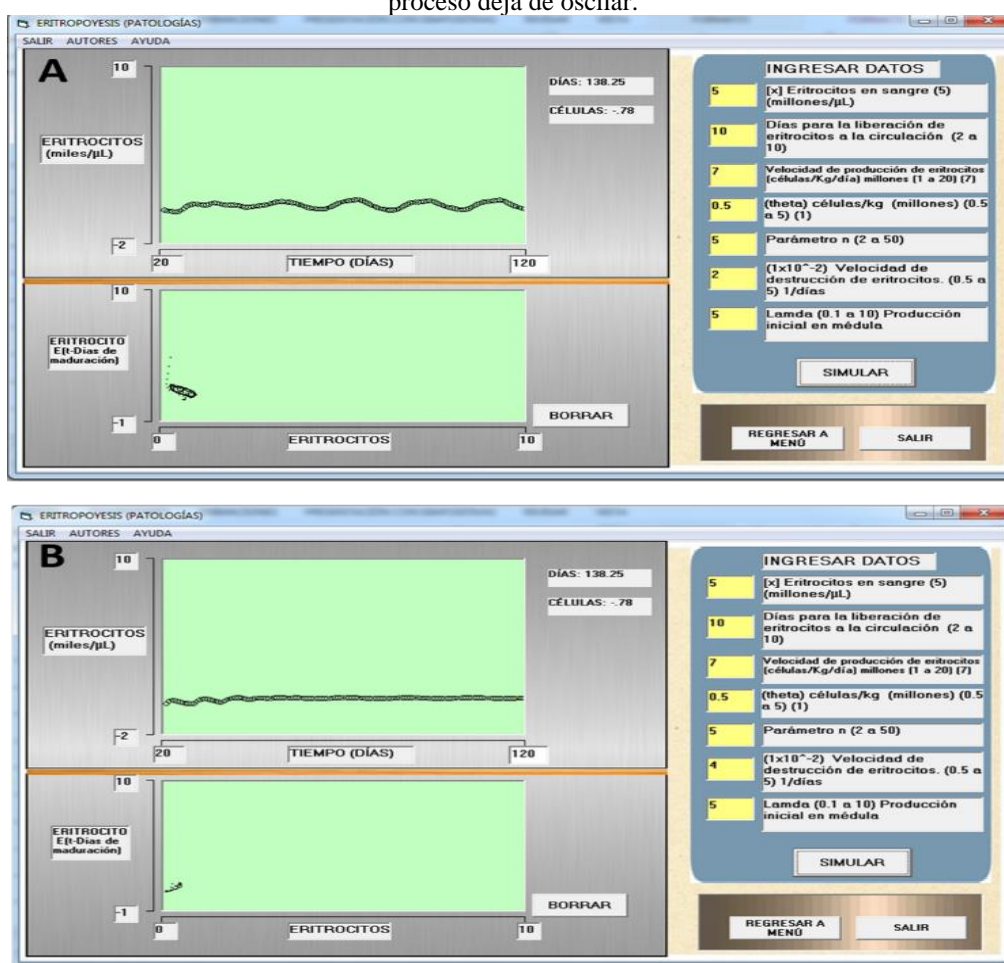 proceso deja de oscilar.
ERITROPOYESIS (PATOLOGÍAS)
SALIR AUTORES AYUDA
A
10
ERITROCITOS
(miles/µL)
-2
20
TIEMPO (DÍAS)
120
DÍAS: 138.25
CÉLULAS: -.78
10
ERITROCITO
E(t-Dias de
maduración)
-1
0
ERITROCITOS
10
BORRAR
INGRESAR DATOS
5
[x] Eritrocitos en sangre (5)
(millones/µL)
10
Días para la liberación de
eritrocitos a la circulación (2 a
10)
7
Velocidad de producción de eritrocitos
(células/Kg/día) millones (1 a 20) (7)
0.5
(theta) células/kg (millones) (0.5
a 5) (1)
5
Parámetro n (2 a 50)
2
(1x10^-2) Velocidad de
destrucción de eritrocitos. (0.5 a
5) 1/días
5
Lamda (0.1 a 10) Producción
inicial en médula
SIMULAR
REGRESAR A
MENÚ
SALIR
ERITROPOYESIS (PATOLOGÍAS)
SALIR AUTORES AYUDA
B
10
ERITROCITOS
(miles/µL)
-2
20
TIEMPO (DÍAS)
120
DÍAS: 138.25
CÉLULAS: -.78
10
ERITROCITO
E(t-Dias de
maduración)
-1
0
ERITROCITOS
10
BORRAR
INGRESAR DATOS
5
[x] Eritrocitos en sangre (5)
(millones/µL)
10
Días para la liberación de
eritrocitos a la circulación (2 a
10)
7
Velocidad de producción de eritrocitos
(células/Kg/día) millones (1 a 20) (7)
0.5
(theta) células/kg (millones) (0.5
a 5) (1)
5
Parámetro n (2 a 50)
4
(1x10^-2) Velocidad de
destrucción de eritrocitos. (0.5 a
5) 1/días
5
Lamda (0.1 a 10) Producción
inicial en médula
SIMULAR
REGRESAR A
MENÚ
SALIR